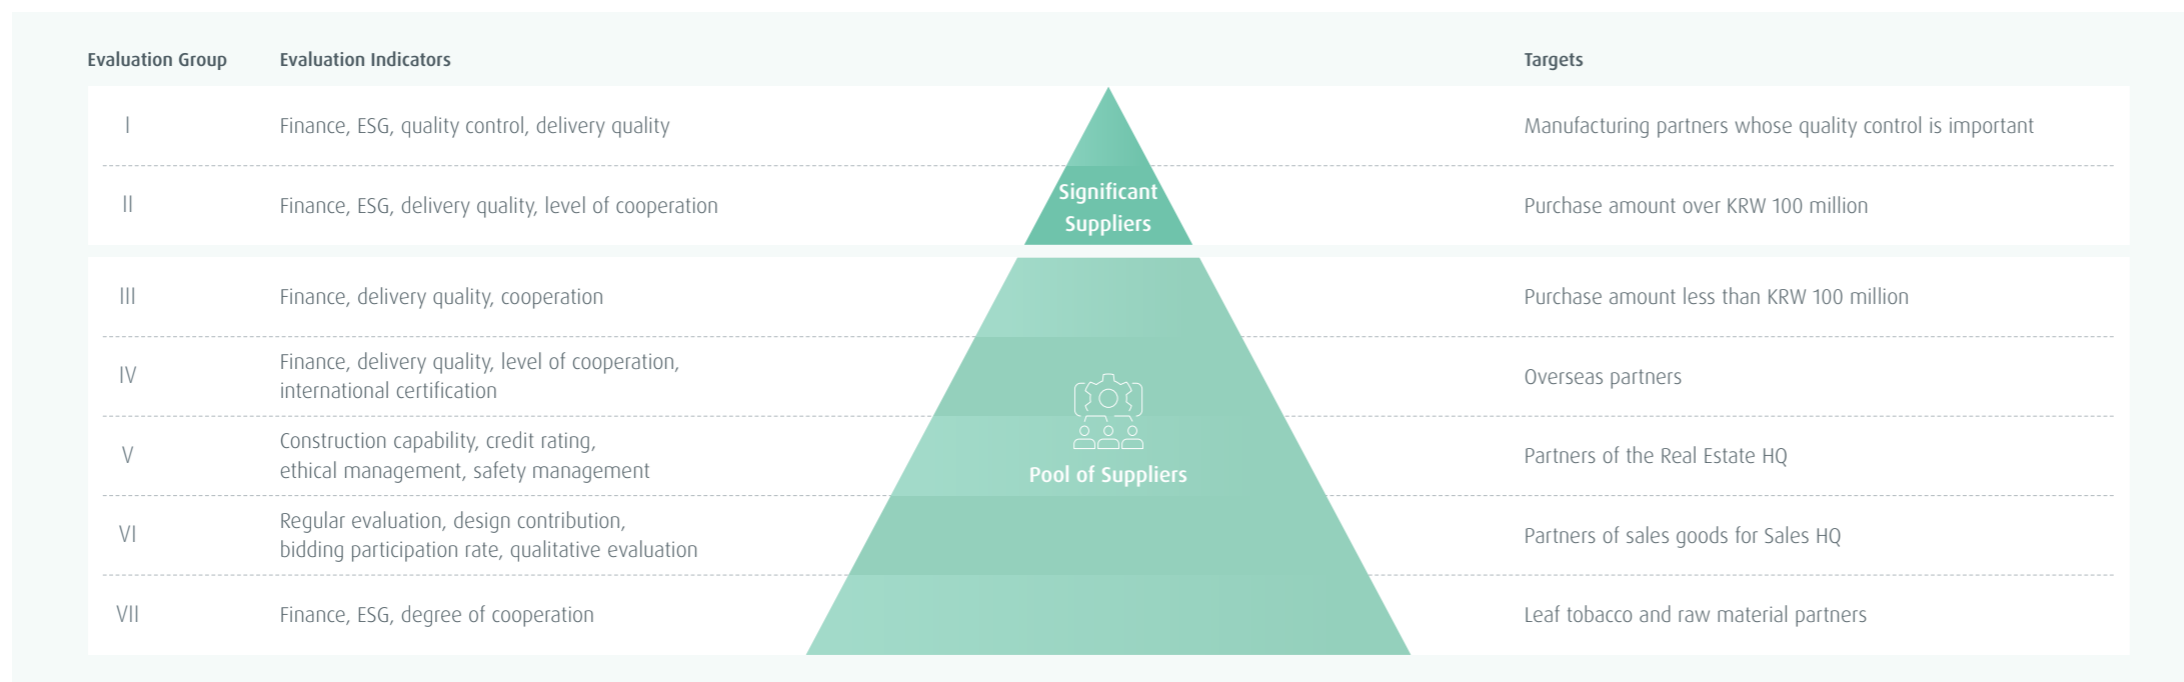 Evaluation Group
Evaluation Indicators
Targets
I
Finance, ESG, quality control, delivery quality
Manufacturing partners whose quality control is important
II
Finance, ESG, delivery quality, level of cooperation
Significant
Suppliers
Purchase amount over KRW 100 million
III
Finance, delivery quality, cooperation
Purchase amount less than KRW 100 million
IV
Finance, delivery quality, level of cooperation,
international certification
Overseas partners
V
Construction capability, credit rating,
ethical management, safety management
Pool of Suppliers
Partners of the Real Estate HQ
VI
Regular evaluation, design contribution,
bidding participation rate, qualitative evaluation
Partners of sales goods for Sales HQ
VII
Finance, ESG, degree of cooperation
Leaf tobacco and raw material partners